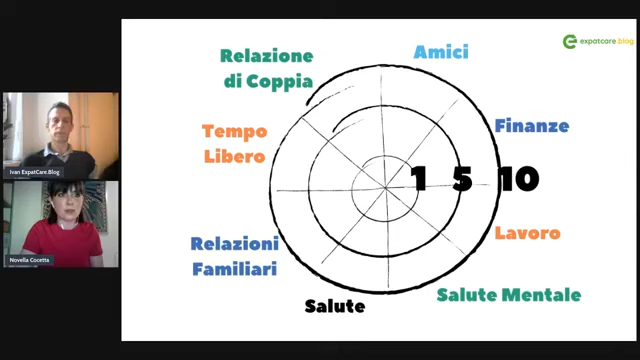 expatcare.blog
Relazione
di Coppia
Amici
Tempo
Libero
Finanze
1 5 10
Ivan ExpatCare.Blog
Relazioni
Familiari
Lavoro
Novella Cocetta
Salute
Salute Mentale